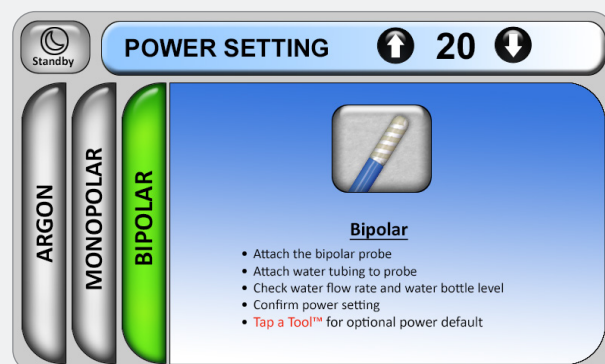 Standby
POWER SETTING 20
ARGON
MONOPOLAR
BIPOLAR
Bipolar
• Attach the bipolar probe
• Attach water tubing to probe
• Check water flow rate and water bottle level
• Confirm power setting
• Tap a Tool™ for optional power default